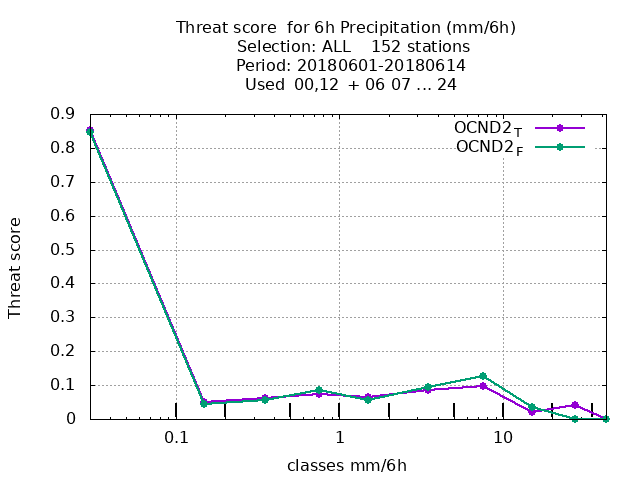 Threat score  for 6h Precipitation (mm/6h)
Selection: ALL    152 stations
Period: 20180601-20180614
Used  00,12  + 06 07 ... 24
OCND2T
OCND2F
0.9
0.8
0.7
0.6
0.5
0.4
0.3
0.2
0.1
0
Threat score
0.1 1 10
classes mm/6h